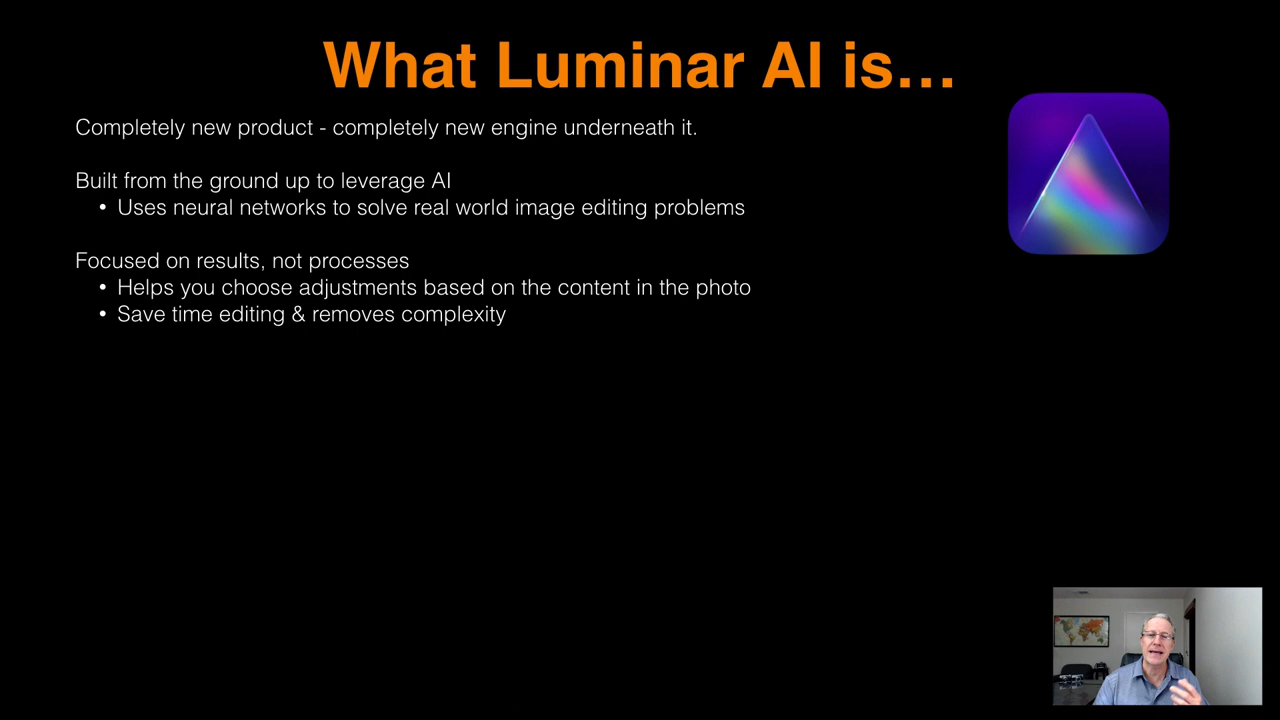 What Luminar AI is...
Completely new product - completely new engine underneath it.
Built from the ground up to leverage AI
• Uses neural networks to solve real world image editing problems
Focused on results, not processes
• Helps you choose adjustments based on the content in the photo
• Save time editing & removes complexity